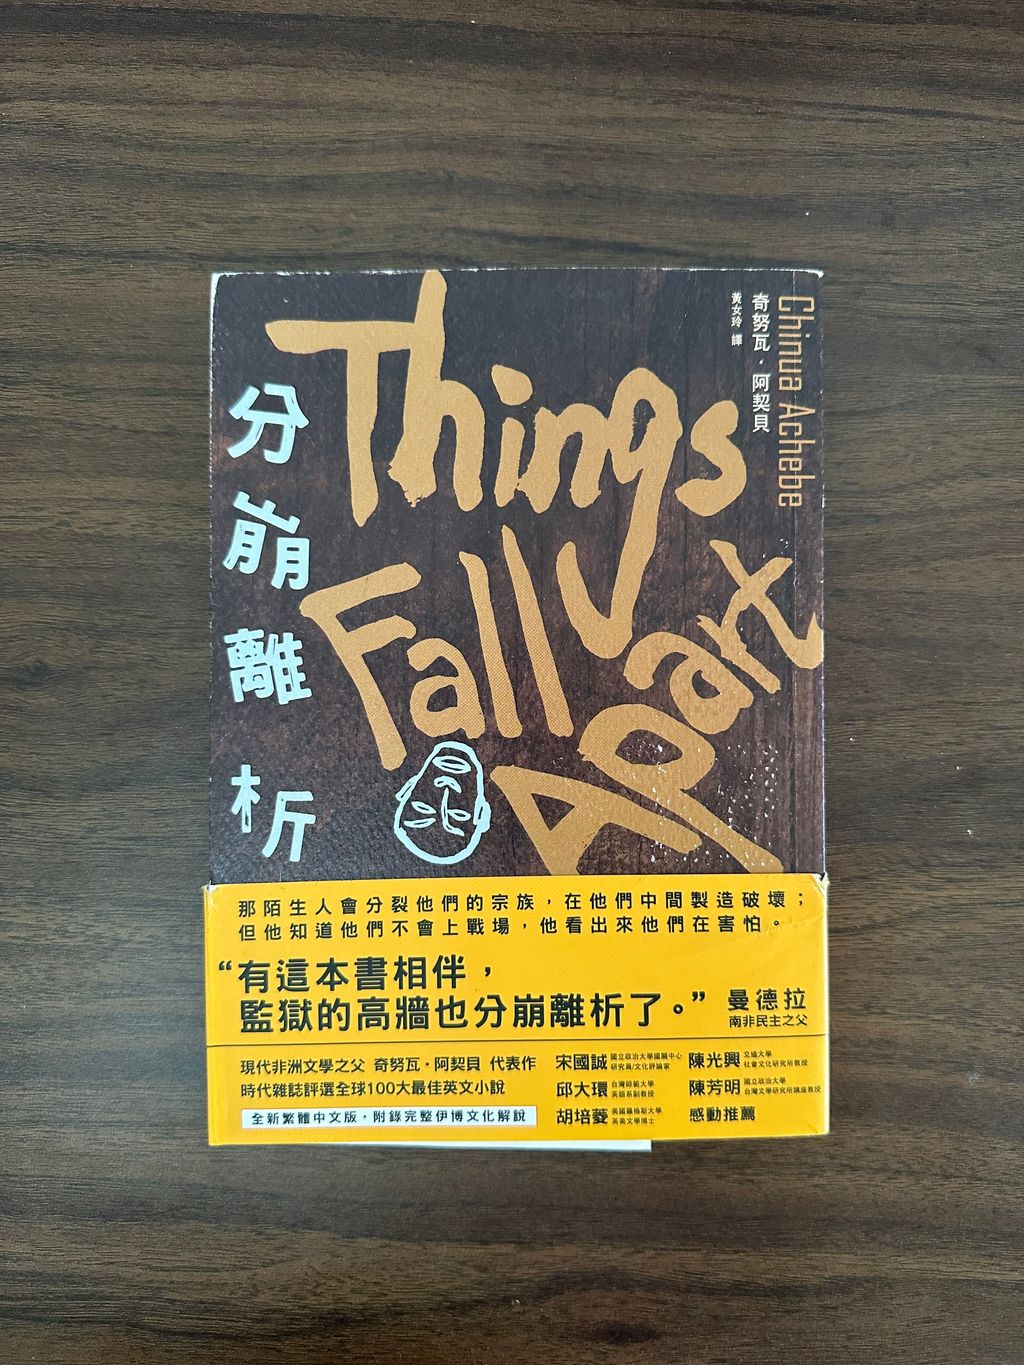 Chinua Achebe
奇努瓦・阿契貝
黃女玲 譯
Things
Fall
Apart
分崩離析
那陌生人會分裂他們的宗族，在他們中間製造破壞；
但他知道他們不會上戰場，他看出來他們在害怕。
“有這本書相伴，
監獄的高牆也分崩離析了。”
曼德拉
南非民主之父
現代非洲文學之父 奇努瓦・阿契貝 代表作
時代雜誌評選全球100大最佳英文小說
全新繁體中文版，附錄完整伊博文化解說
宋國誠 國立政治大學國關中心
研究員/文化評論家
陳光興 交通大學
社會文化研究所教授
邱大環 台灣師範大學
英語系副教授
陳芳明 國立政治大學
台灣文學研究所講座教授
胡培菱 美國羅格斯大學
英美文學博士
感動推薦